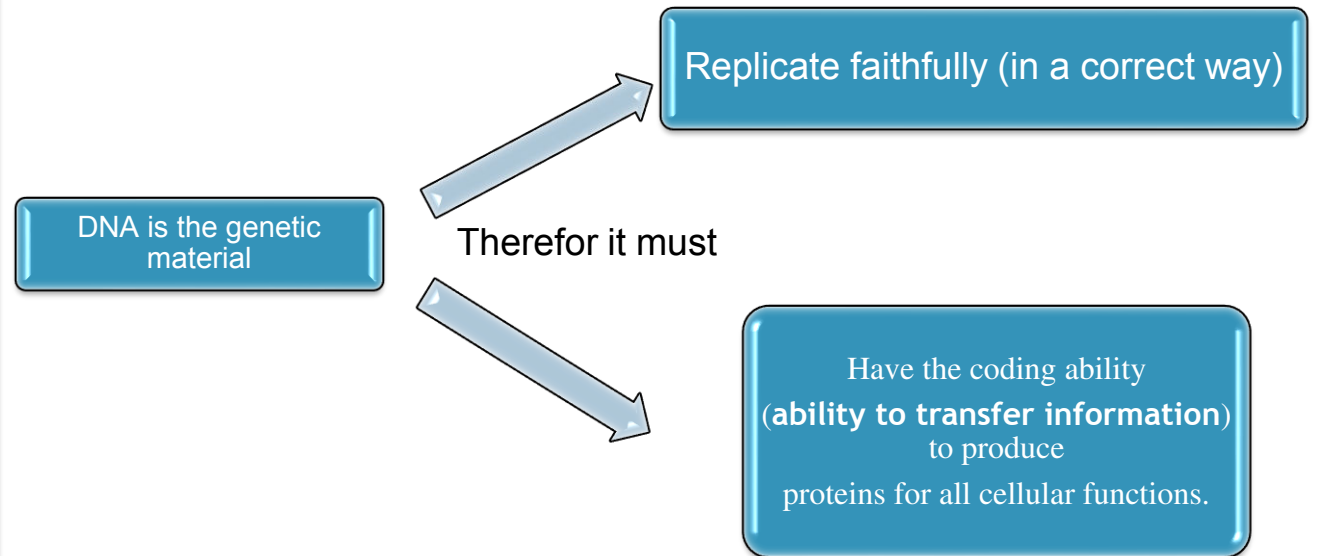 Replicate faithfully (in a correct way)
DNA is the genetic
material
Therefor it must
Have the coding ability
(ability to transfer information)
to produce
proteins for all cellular functions.